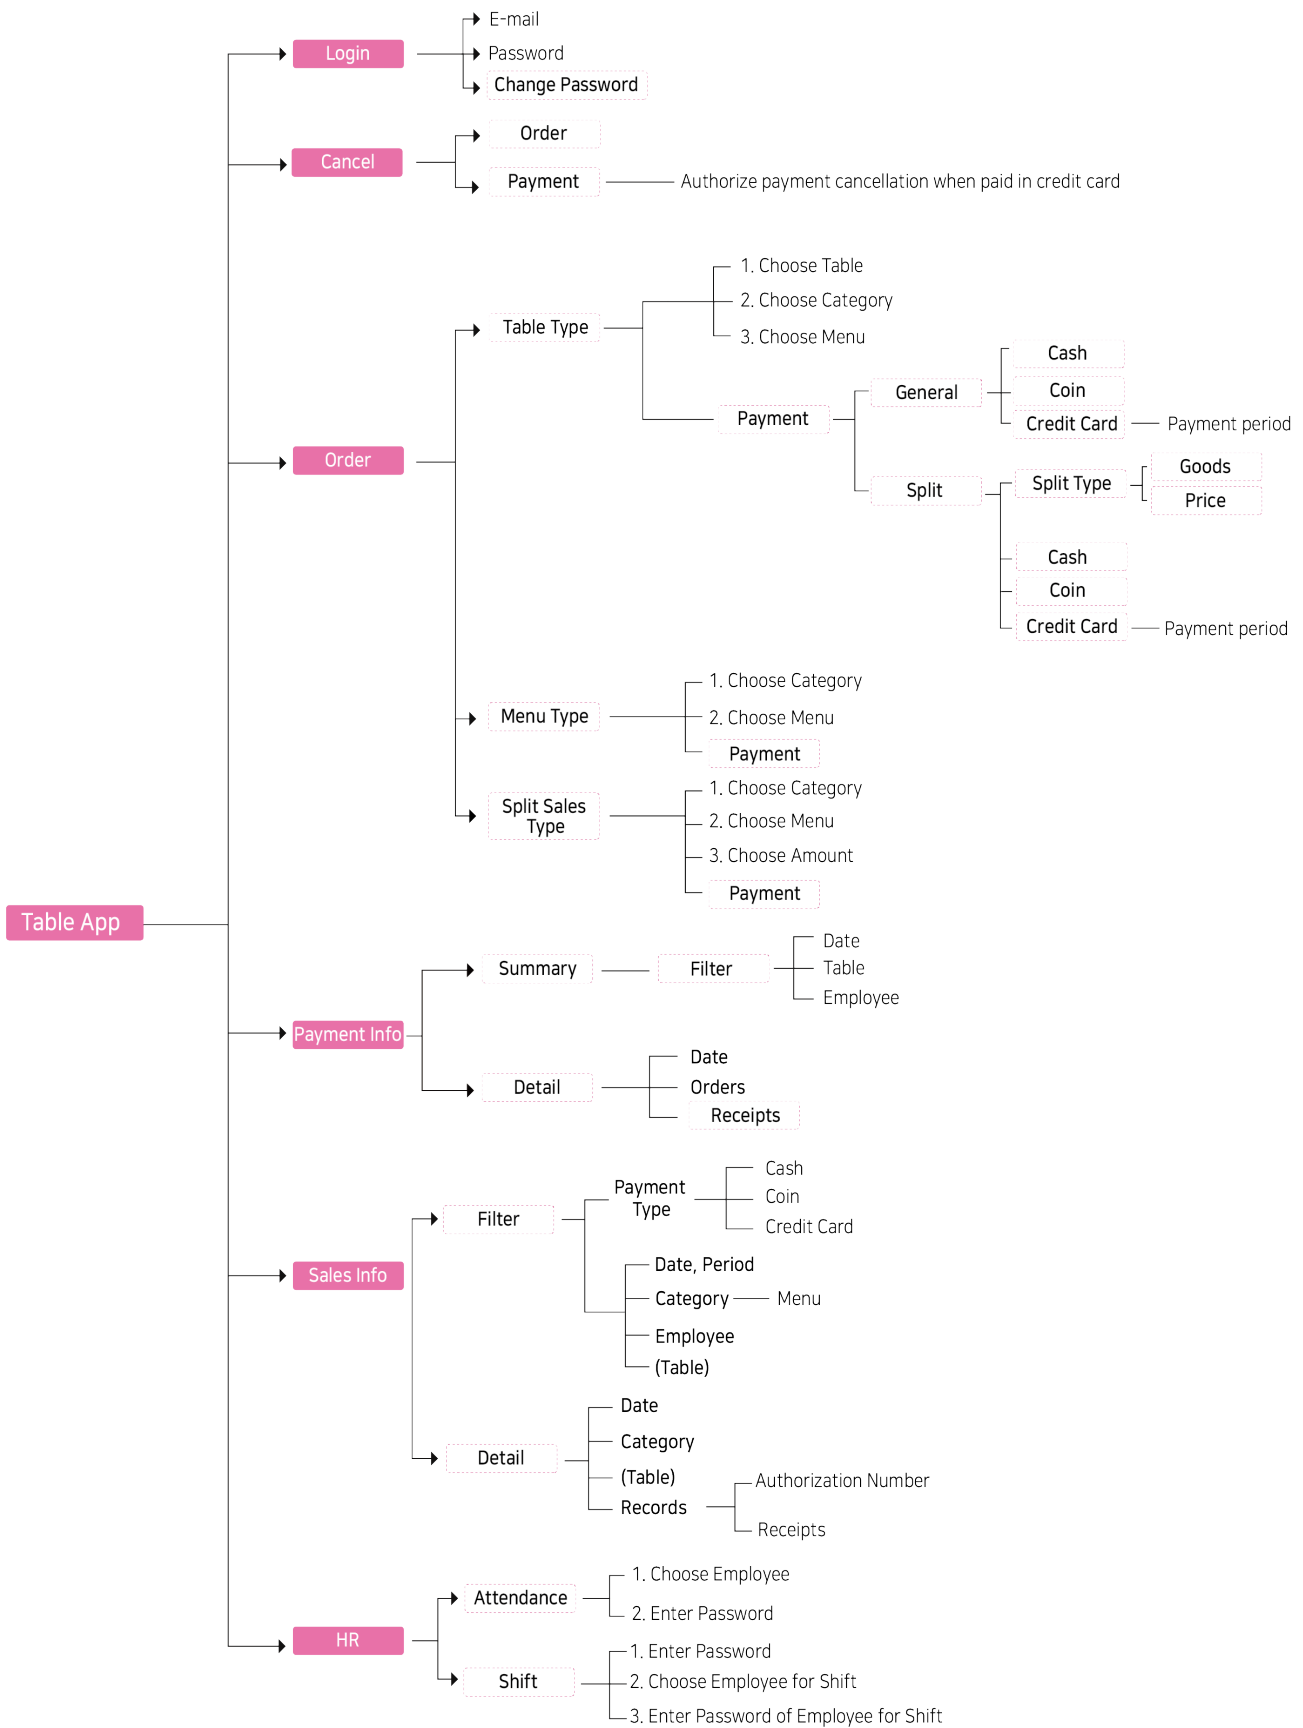 E-mail
Login
Password
Change Password
Order
Cancel
Payment
Authorize payment cancellation when paid in credit card
1. Choose Table
2. Choose Category
Table Type
3. Choose Menu
Cash
General
Coin
Payment
Credit Card
Payment period
Order
Goods
Split
Split Type
Price
Cash
Coin
Credit Card
Payment period
1. Choose Category
Menu Type
2. Choose Menu
Payment
1. Choose Category
Split Sales
Type
2. Choose Menu
3. Choose Amount
Payment
Table App
Date
Summary
Filter
Table
Employee
Payment Info
Date
Detail
Orders
Receipts
Cash
Payment
Type
Coin
Filter
Credit Card
Date, Period
Sales Info
Category
Menu
Employee
(Table)
Date
Category
Detail
(Table)
Authorization Number
Records
Receipts
1. Choose Employee
Attendance
2. Enter Password
HR
1. Enter Password
Shift
2. Choose Employee for Shift
3. Enter Password of Employee for Shift